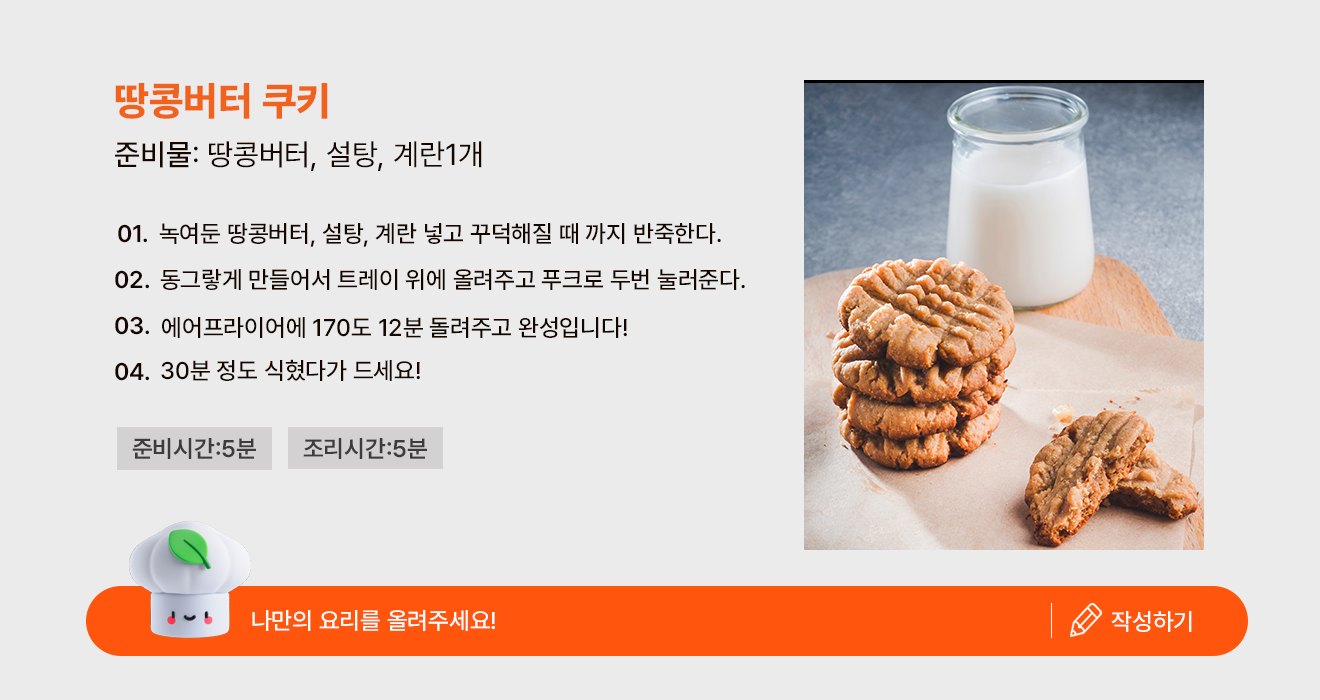 땅콩버터 쿠키
준비물: 땅콩버터, 설탕, 계란1개
01. 녹여둔 땅콩버터, 설탕, 계란 넣고 꾸덕해질 때 까지 반죽한다.
02. 동그랗게 만들어서 트레이 위에 올려주고 푸크로 두번 눌러준다.
03. 에어프라이어에 170도 12분 돌려주고 완성입니다!
04. 30분 정도 식혔다가 드세요!
준비시간:5분 조리시간:5분
나만의 요리를 올려주세요! 작성하기